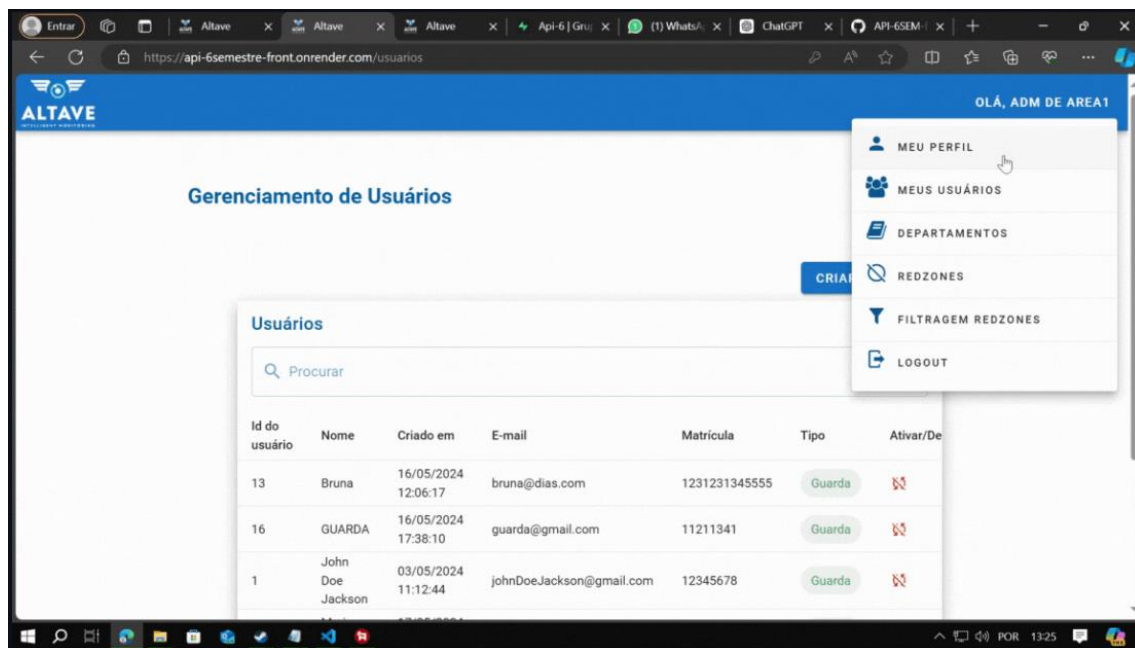 Entrar
Altave
Altave
Altave
Api-6 | Gru
(1) WhatsA
ChatGPT
API-6SEM-
https://api-6semestre-front.onrender.com/usuarios
ALTAVE
OLÁ, ADM DE AREA1
MEU PERFIL
MEUS USUÁRIOS
DEPARTAMENTOS
REDZONES
FILTRAGEM REDZONES
LOGOUT
Gerenciamento de Usuários
CRIAR
Usuários
Procurar
Id do usuário Nome Criado em E-mail Matrícula Tipo Ativar/De
13 Bruna 16/05/2024 12:06:17 bruna@dias.com 1231231345555 Guarda
16 GUARDA 16/05/2024 17:38:10 guarda@gmail.com 11211341 Guarda
1 John Doe Jackson 03/05/2024 11:12:44 johnDoeJackson@gmail.com 12345678 Guarda
POR 13:25